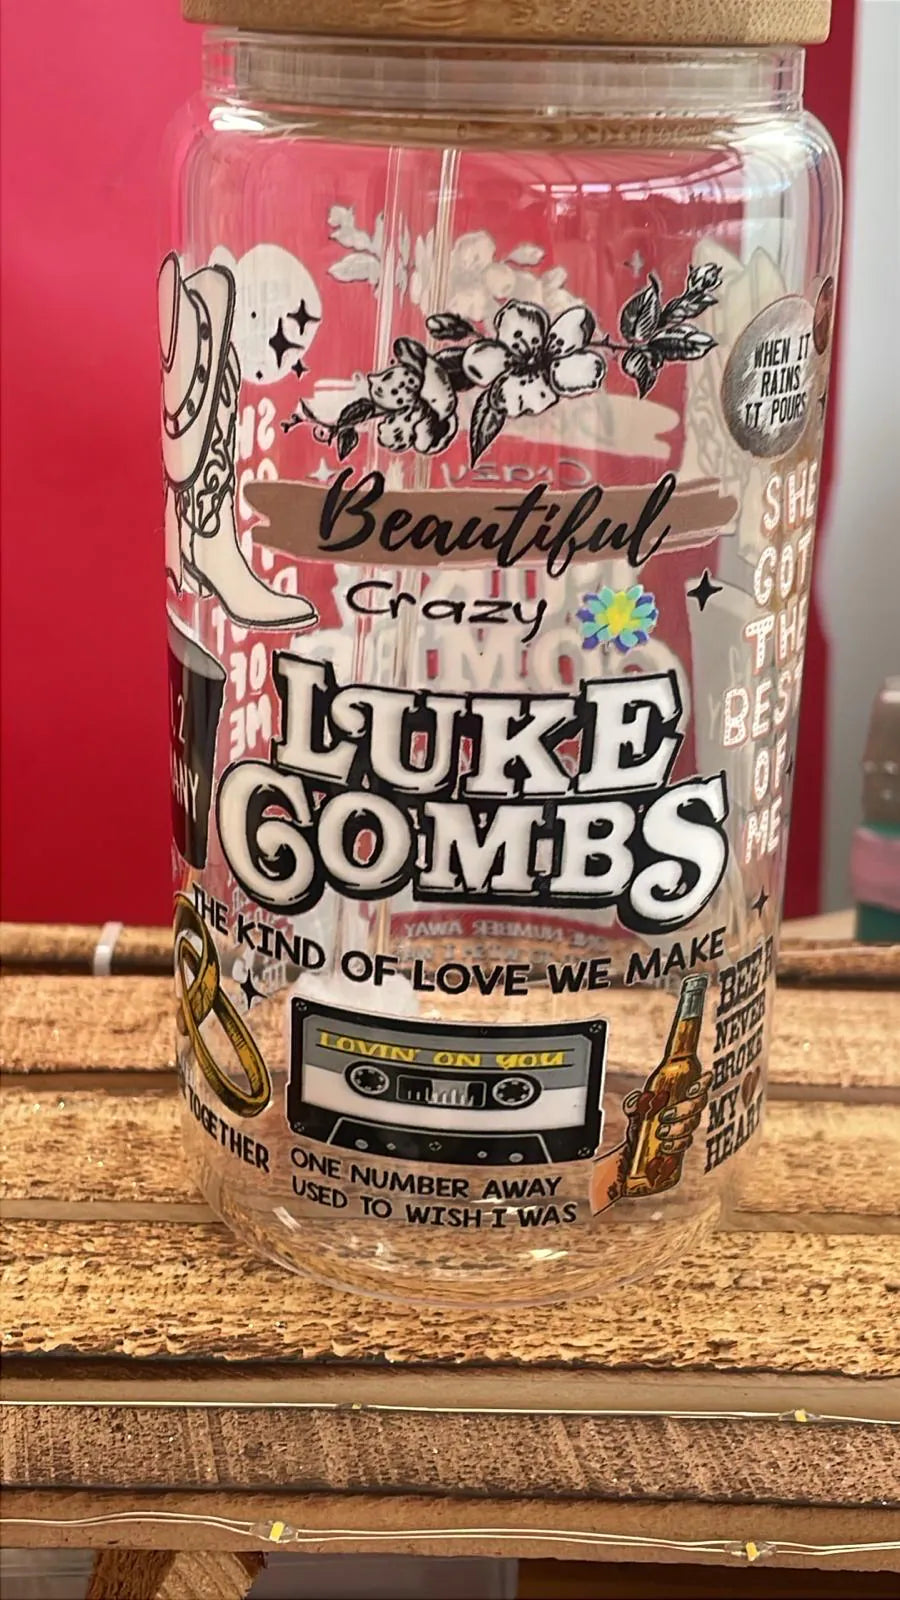 WHEN IT
RAINS
IT POURS
Beautiful
Crazy
LUKE
COMBS
SHE
GOT
THE
BEST
OF
ME
THE KIND OF LOVE WE MAKE
LOVIN' ON YOU
ONE NUMBER AWAY
USED TO WISH I WAS
BEER
NEVER
BROKE
MY
HEART
TOGETHER
2